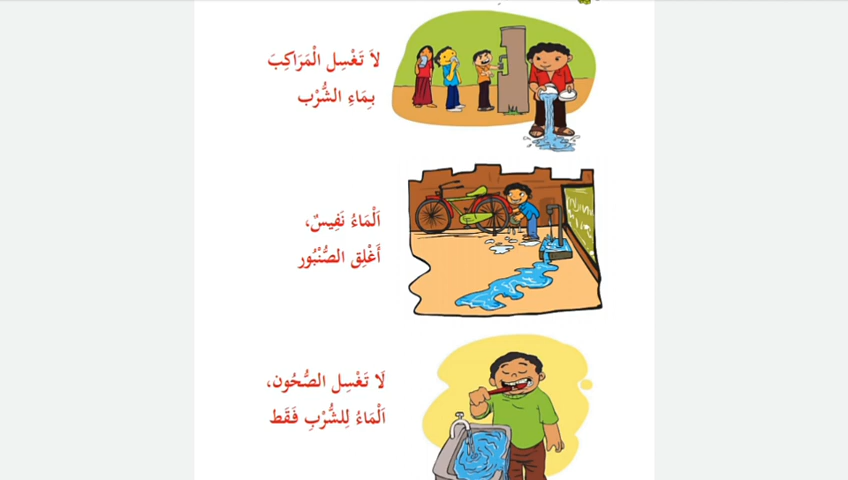 لاَ تَغْسِل الْمَرَاكِبَ
بِمَاءِ الشُّرْب
اَلْمَاءُ نَفِيسٌ،
أَغْلِق الصُّنْبُور
لَا تَغْسِل الصُّحُون،
اَلْمَاءُ لِلشُّرْبِ فَقَط